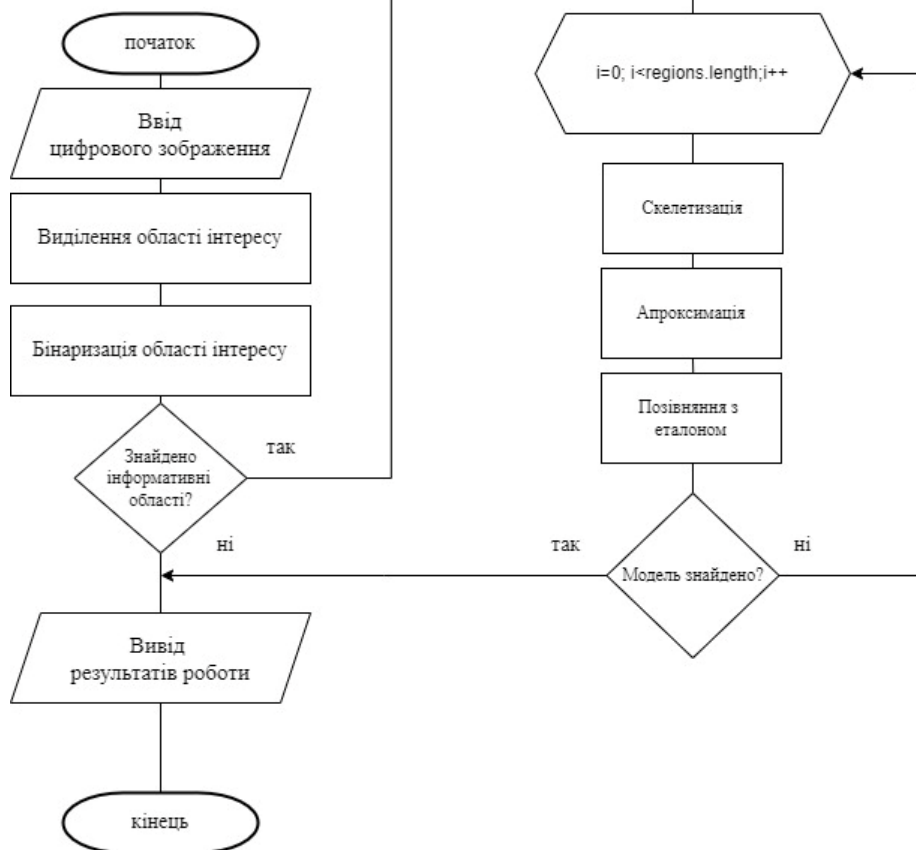 початок
Ввід
цифрового зображення
Виділення області інтересу
Бінаризація області інтересу
Знайдено
інформативні
області?
так
ні
Вивід
результатів роботи
кінець
i=0; i<regions.length;i++
Скелетизація
Апроксимація
Позівняння з
еталоном
Модель знайдено?
так
ні